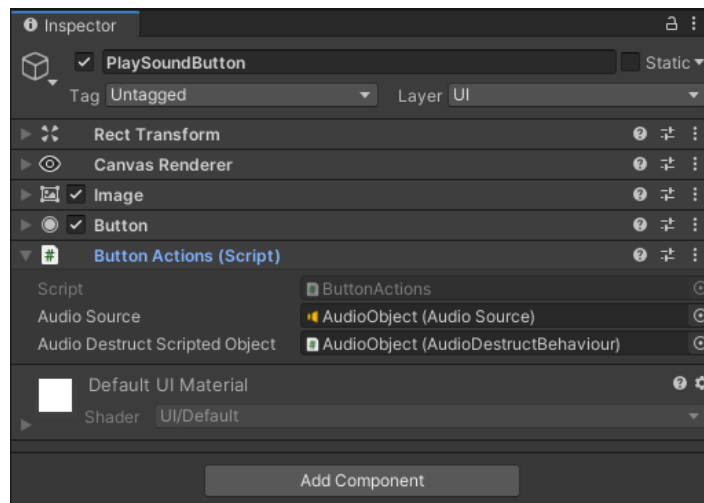 Inspector
PlaySoundButton Static
Tag Untagged Layer UI
Rect Transform
Canvas Renderer
Image
Button
# Button Actions (Script)
Script # ButtonActions
Audio Source AudioObject (Audio Source)
Audio Destruct Scripted Object # AudioObject (AudioDestructBehaviour)
Default UI Material
Shader UI/Default
Add Component